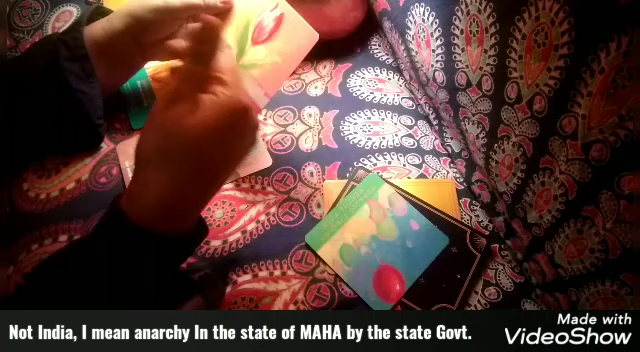 Not India, I mean anarchy In the state of MAHA by the state Govt.
Made with
VideoShow